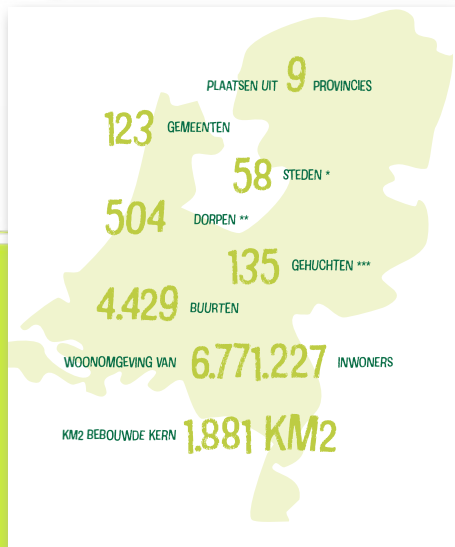 PLAATSEN UIT 9 PROVINCIES
123 GEMEENTEN
58 STEDEN *
504 DORPEN **
135 GEHUCHTEN ***
4.429 BUURTEN
WOONOMGEVING VAN 6.771.227 INWONERS
KM2 BEBOUWDE KERN 1.881 KM2